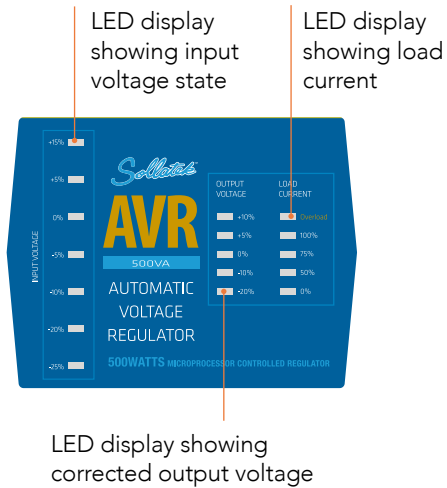 LED display
showing input
voltage state
LED display
showing load
current
+15%
+5%
0%
-5%
-10%
-20%
-25%
INPUT VOLTAGE
Sollatek
AVR
500VA
AUTOMATIC
VOLTAGE
REGULATOR
OUTPUT
VOLTAGE
+10%
+5%
0%
-10%
-20%
LOAD
CURRENT
Overload
100%
75%
50%
0%
500WATTS MICROPROCESSOR CONTROLLED REGULATOR
LED display showing
corrected output voltage